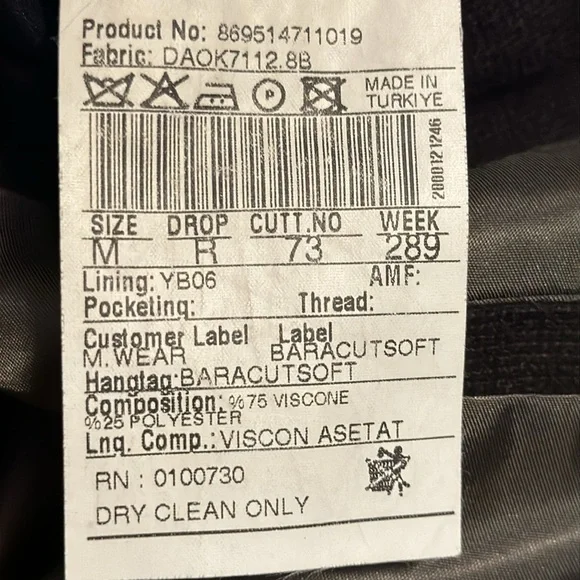 Product No: 869514711019
Fabric: DAOK7112.8B
P
MADE IN
TURKIYE
2000121246
SIZE DROP CUTT.NO WEEK
M R 73 289
Lining: YB06 AMF:
Pocketing: Thread:
Customer Label Label
M.WEAR BARACUTSOFT
Hangtag: BARACUTSOFT
Composition: %75 VISCONE
%25 POLYESTER
Lng. Comp.: VISCON ASETAT
RN : 0100730
DRY CLEAN ONLY